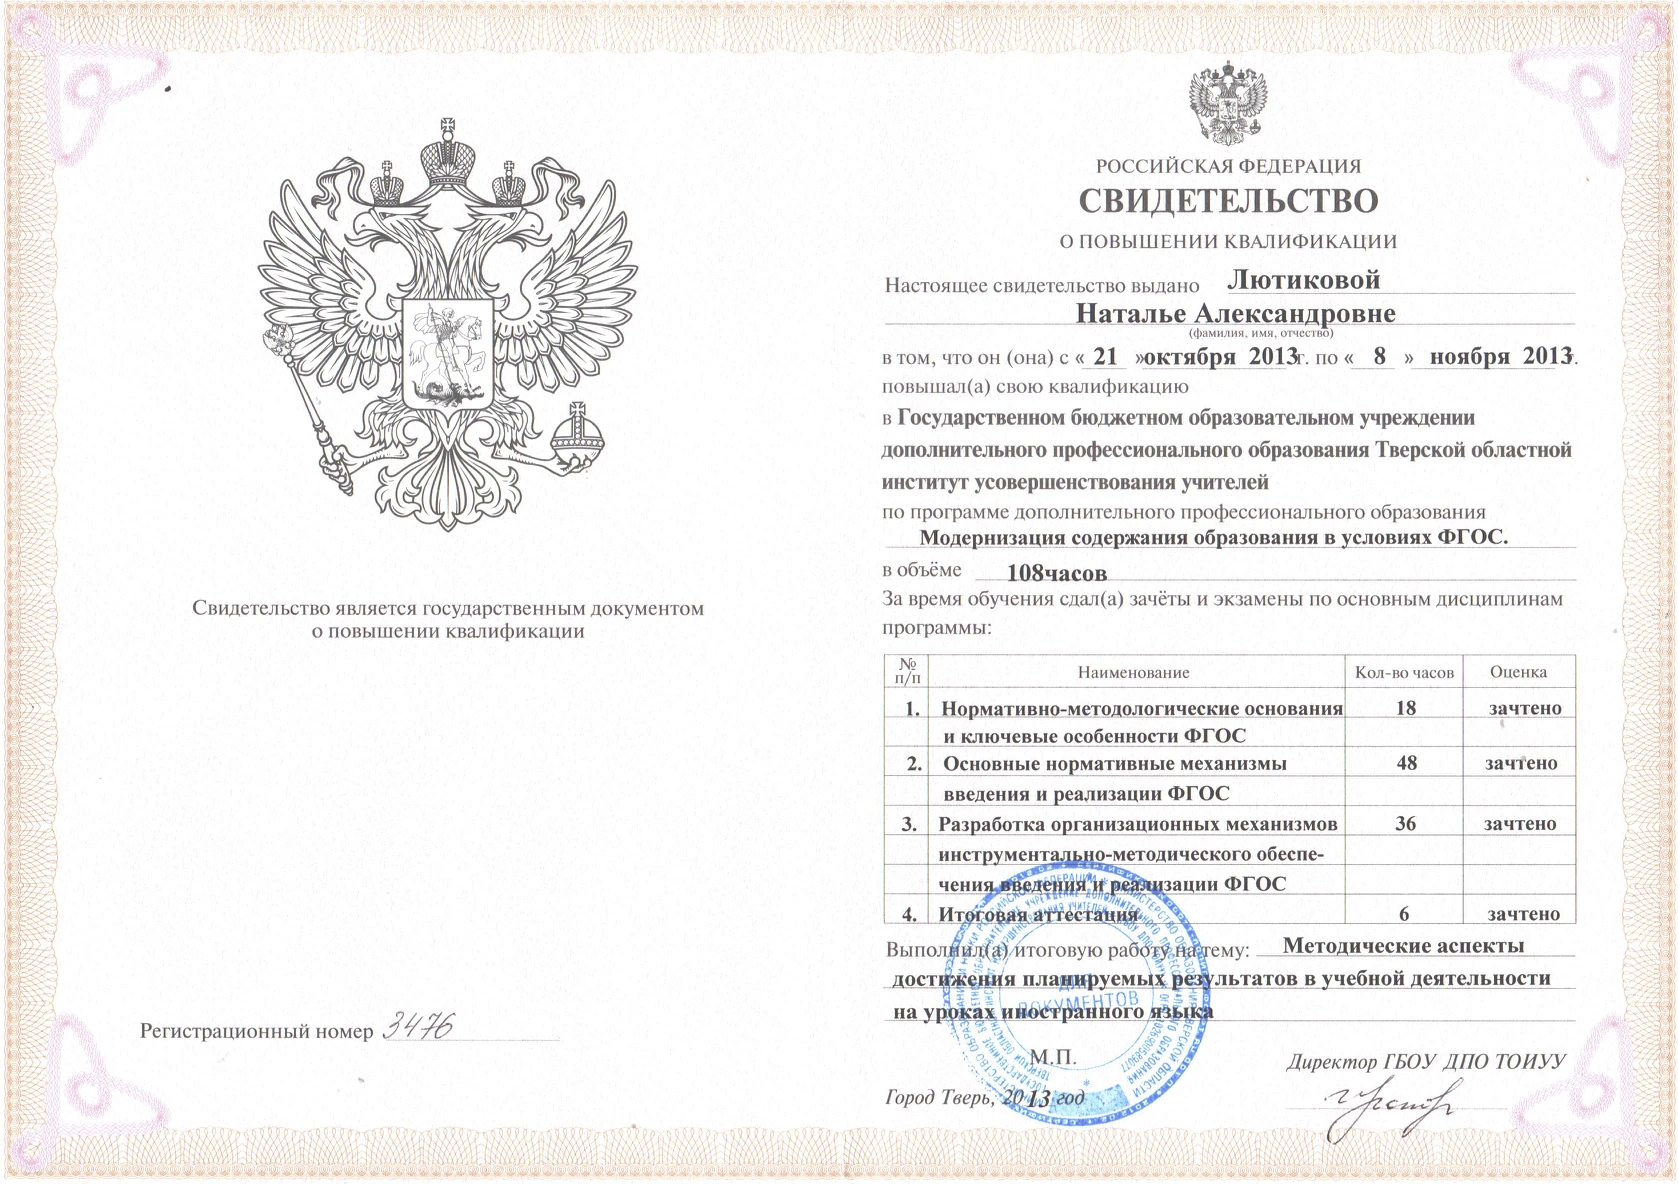 Свидетельство является государственным документом
о повышении квалификации
Регистрационный номер 3476
РОССИЙСКАЯ ФЕДЕРАЦИЯ
СВИДЕТЕЛЬСТВО
О ПОВЫШЕНИИ КВАЛИФИКАЦИИ
Настоящее свидетельство выдано Лютиковой
Наталье Александровне
(фамилия, имя, отчество)
в том, что он (она) с « 21 » октября 2013 г. по « 8 » ноября 2013 г.
повышал(а) свою квалификацию
в Государственном бюджетном образовательном учреждении
дополнительного профессионального образования Тверской областной
институт усовершенствования учителей
по программе дополнительного профессионального образования
Модернизация содержания образования в условиях ФГОС.
в объёме 108часов
За время обучения сдал(а) зачёты и экзамены по основным дисциплинам
программы:
№ п/п Наименование Кол-во часов Оценка
1. Нормативно-методологические основания 18 зачтено
и ключевые особенности ФГОС
2. Основные нормативные механизмы 48 зачтено
введения и реализации ФГОС
3. Разработка организационных механизмов 36 зачтено
инструментально-методического обеспе-
чения введения и реализации ФГОС
4. Итоговая аттестация 6 зачтено
Выполнил(а) итоговую работу на тему: Методические аспекты
достижения планируемых результатов в учебной деятельности
на уроках иностранного языка
ДЛЯ
ДОКУМЕНТОВ
М.П.
Директор ГБОУ ДПО ТОИУУ
Город Тверь, 2013 год